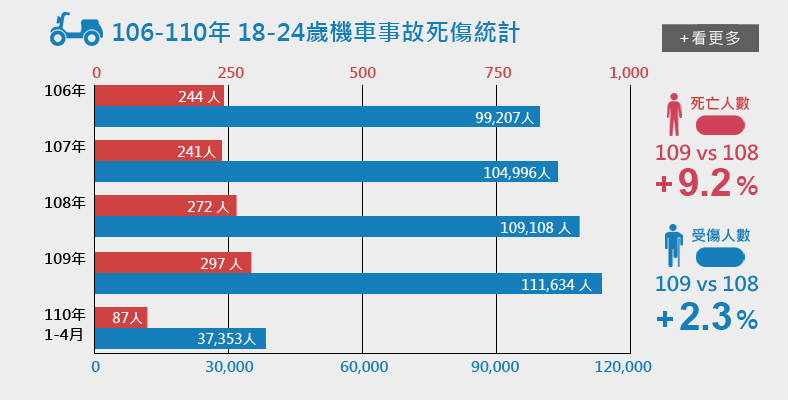 106-110年 18-24歲機車事故死傷統計
+看更多
0 250 500 750 1,000
106年
244 人
99,207人
107年
241人
104,996人
108年
272 人
109,108 人
109年
297 人
111,634 人
110年
1-4月
87人
37,353人
0 30,000 60,000 90,000 120,000
死亡人數
109 vs 108
+9.2%
受傷人數
109 vs 108
+2.3%